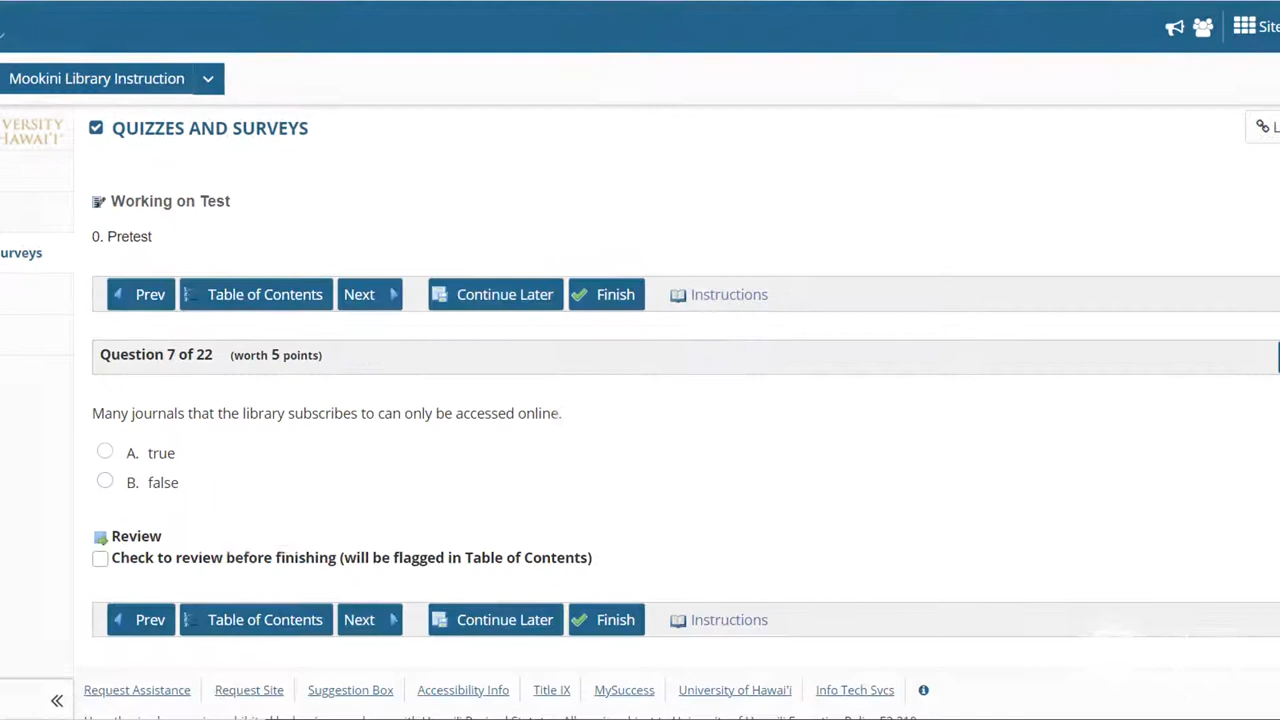 Site
Mookini Library Instruction
VERSITY
HAWAIʻI
QUIZZES AND SURVEYS
L
Working on Test
0. Pretest
urveys
Prev Table of Contents Next Continue Later Finish Instructions
Question 7 of 22 (worth 5 points)
Many journals that the library subscribes to can only be accessed online.
A. true
B. false
Review
Check to review before finishing (will be flagged in Table of Contents)
Prev Table of Contents Next Continue Later Finish Instructions
Request Assistance Request Site Suggestion Box Accessibility Info Title IX MySuccess University of Hawai'i Info Tech Svcs